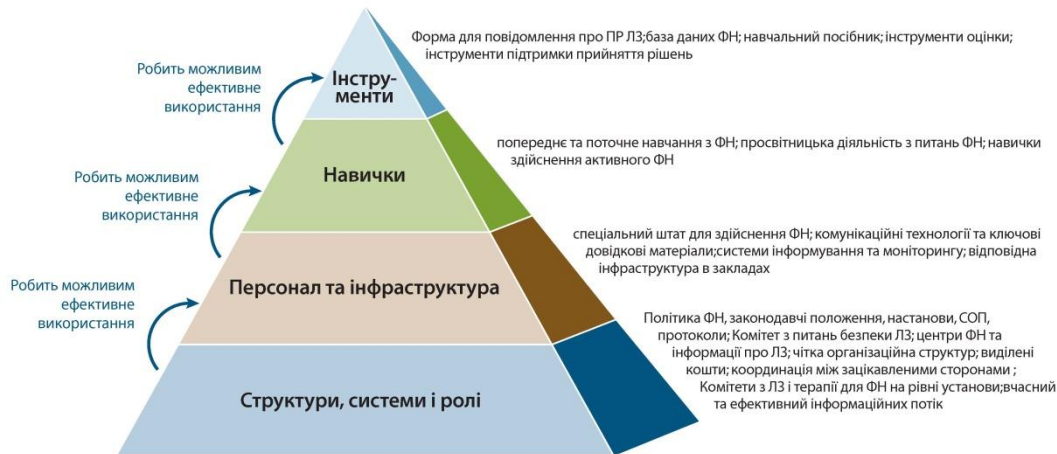 Форма для повідомлення про ПР ЛЗ;база даних ФН; навчальний посібник; інструменти оцінки;
інструменти підтримки прийняття рішень
Робить можливим
ефективне
використання
Інстру-
менти
попереднє та поточне навчання з ФН; просвітницька діяльність з питань ФН; навички
здійснення активного ФН
Робить можливим
ефективне
використання
Навички
спеціальний штат для здійснення ФН; комунікаційні технології та ключові
довідкові матеріали;системи інформування та моніторингу; відповідна
інфраструктура в закладах
Робить можливим
ефективне
використання
Персонал та інфраструктура
Політика ФН, законодавчі положення, настанови, СОП,
протоколи; Комітет з питань безпеки ЛЗ; центри ФН та
інформації про ЛЗ; чітка організаційна структур; виділені
кошти; координація між зацікавленими сторонами ;
Комітети з ЛЗ і терапії для ФН на рівні установи;вчасний
та ефективний інформаційних потік
Структури, системи і ролі